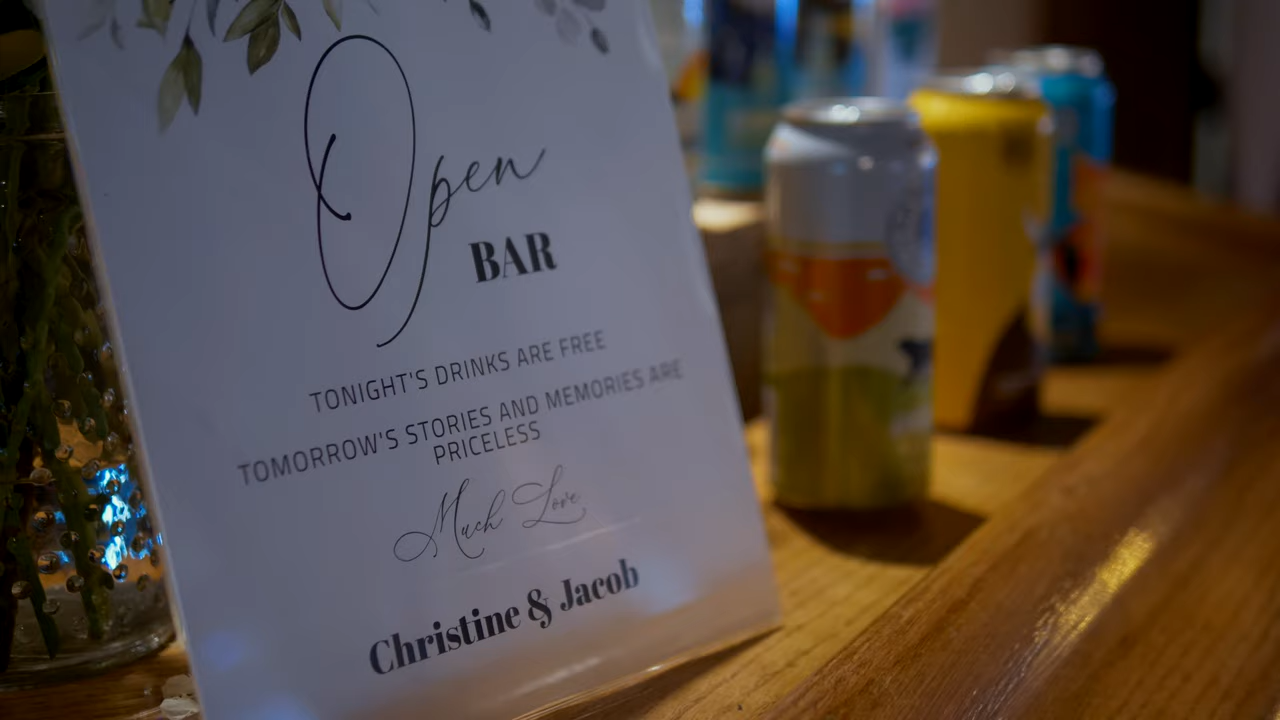 Open
BAR
TONIGHT'S DRINKS ARE FREE
TOMORROW'S STORIES AND MEMORIES ARE
PRICELESS
Much Love
Christine & Jacob